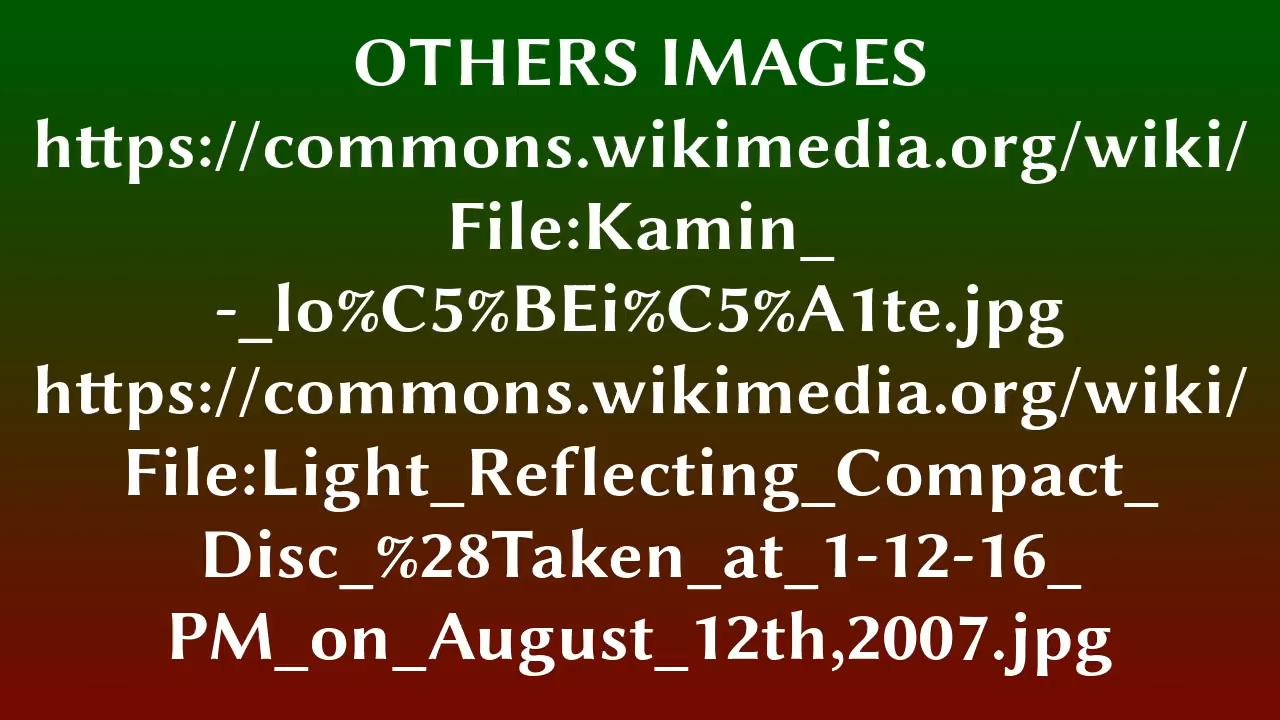 OTHERS IMAGES
https://commons.wikimedia.org/wiki/
File:Kamin_
-_lo%C5%BEi%C5%A1te.jpg
https://commons.wikimedia.org/wiki/
File:Light_Reflecting_Compact_
Disc_%28Taken_at_1-12-16_
PM_on_August_12th,2007.jpg